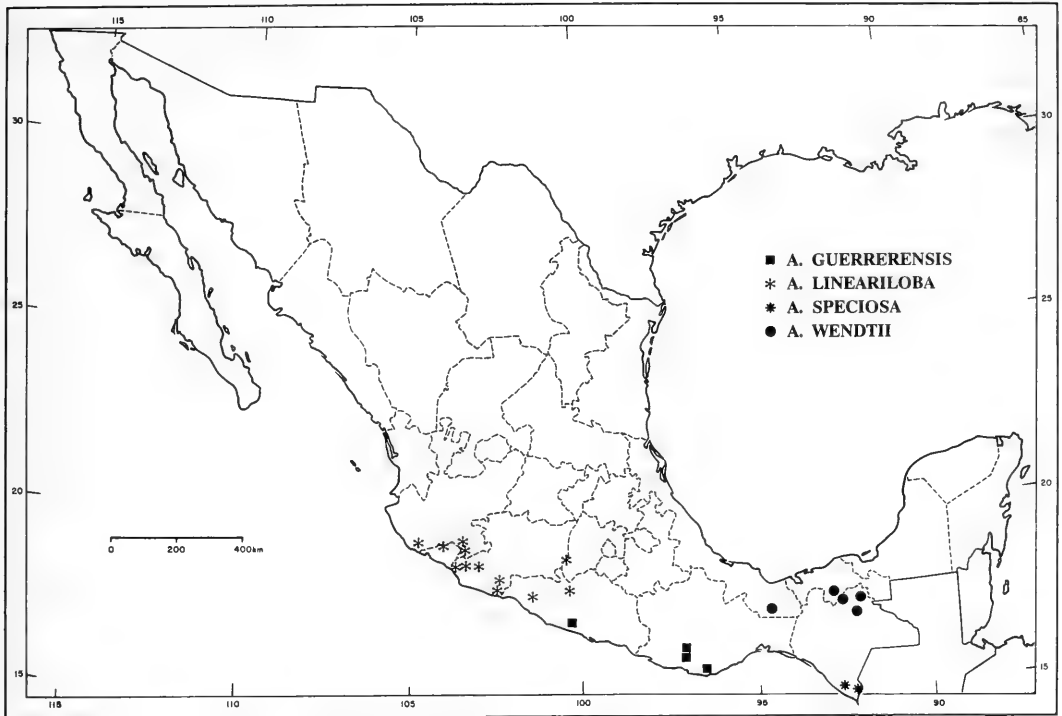 115 110 105 100 95 90 85
30 30
■ A. GUERRERENSIS
✳ A. LINEARILOBA
✱ A. SPECIOSA
● A. WENDTII
25 25
20 20
0 200 400km
15 15
115 110 105 100 95 90